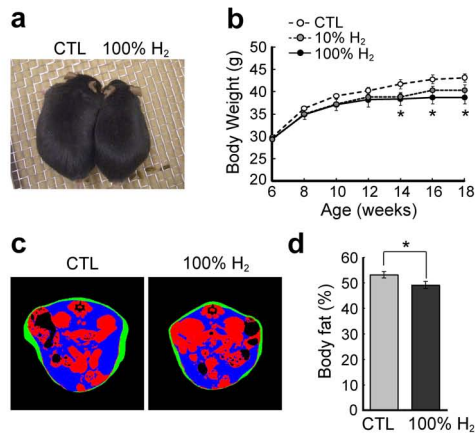 a
CTL 100% H₂
b
CTL
10% H₂
100% H₂
Body Weight (g)
45
40
35
30
25
20
* * *
6 8 10 12 14 16 18
Age (weeks)
c
CTL 100% H₂
d
*
Body fat (%)
60
50
40
30
20
10
0
CTL 100% H₂